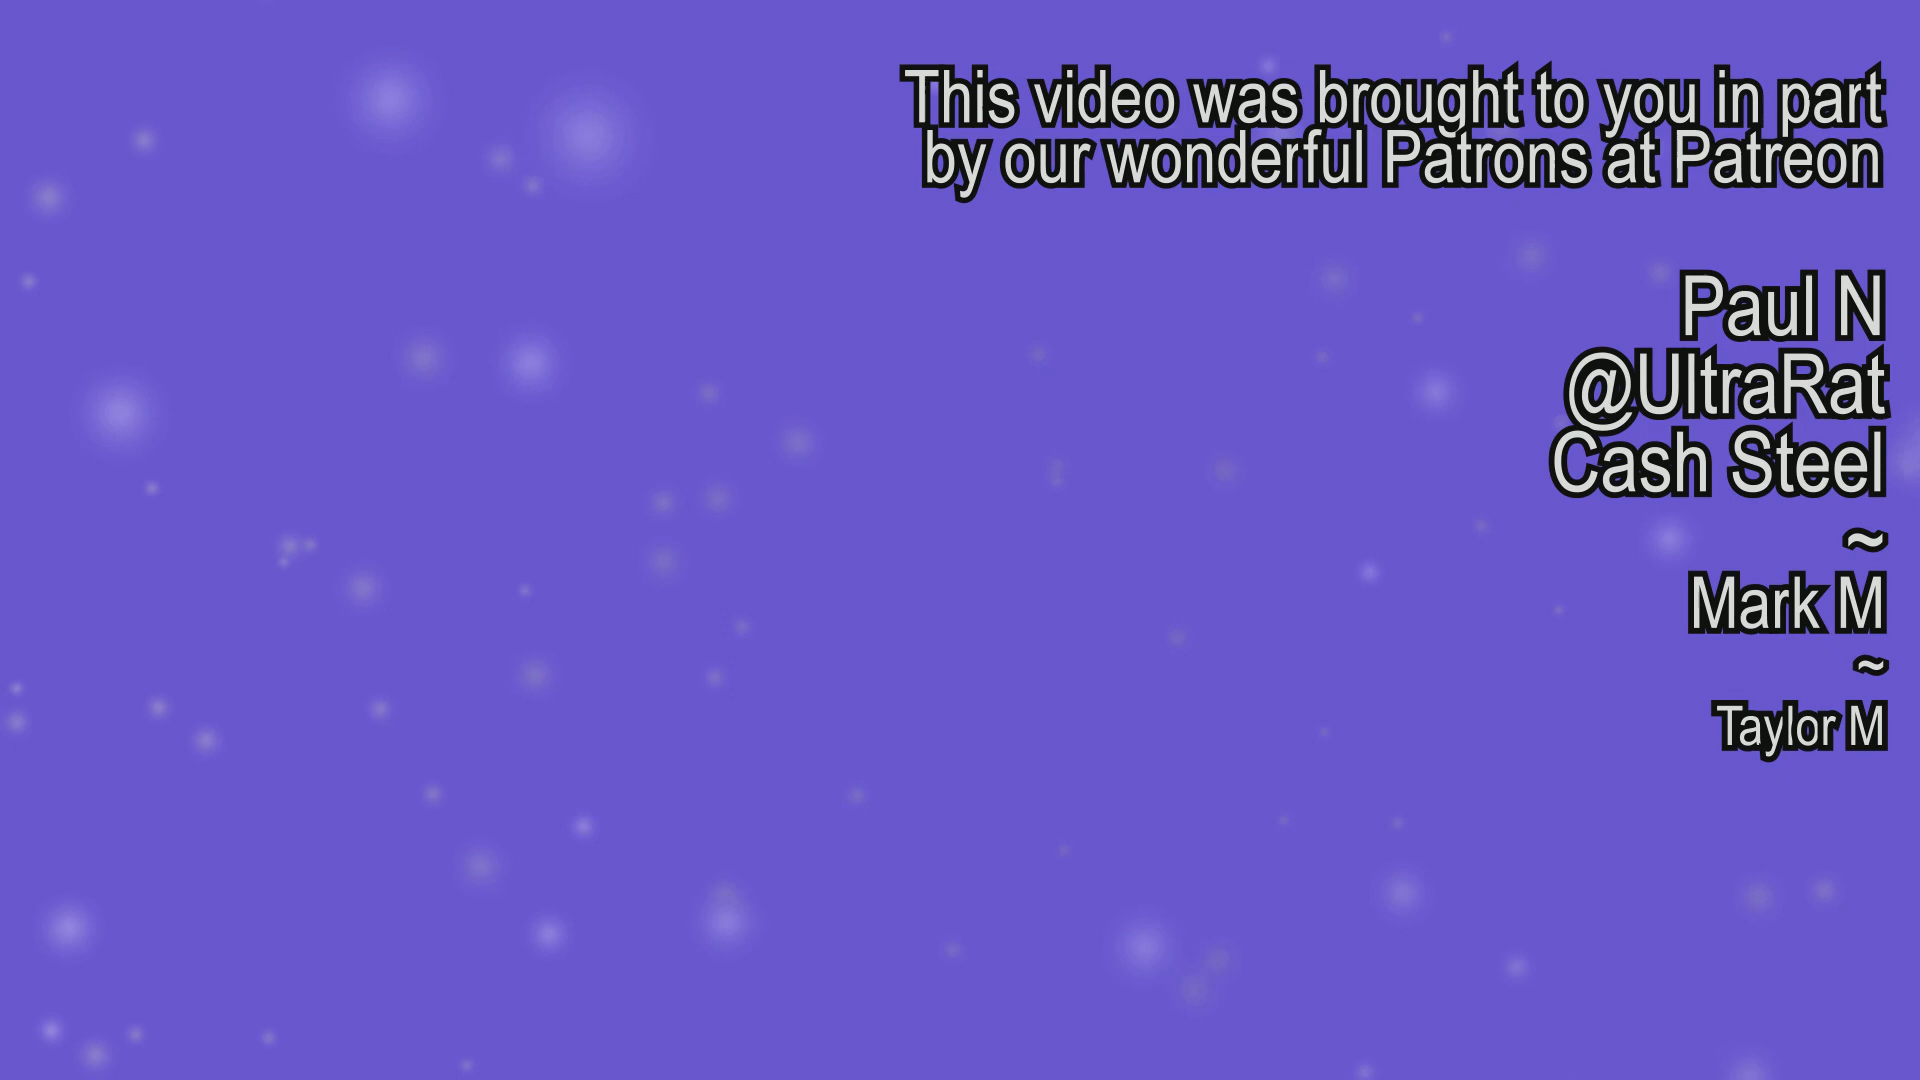 This video was brought to you in part
by our wonderful Patrons at Patreon
Paul N
@UltraRat
Cash Steel
~
Mark M
~
Taylor M